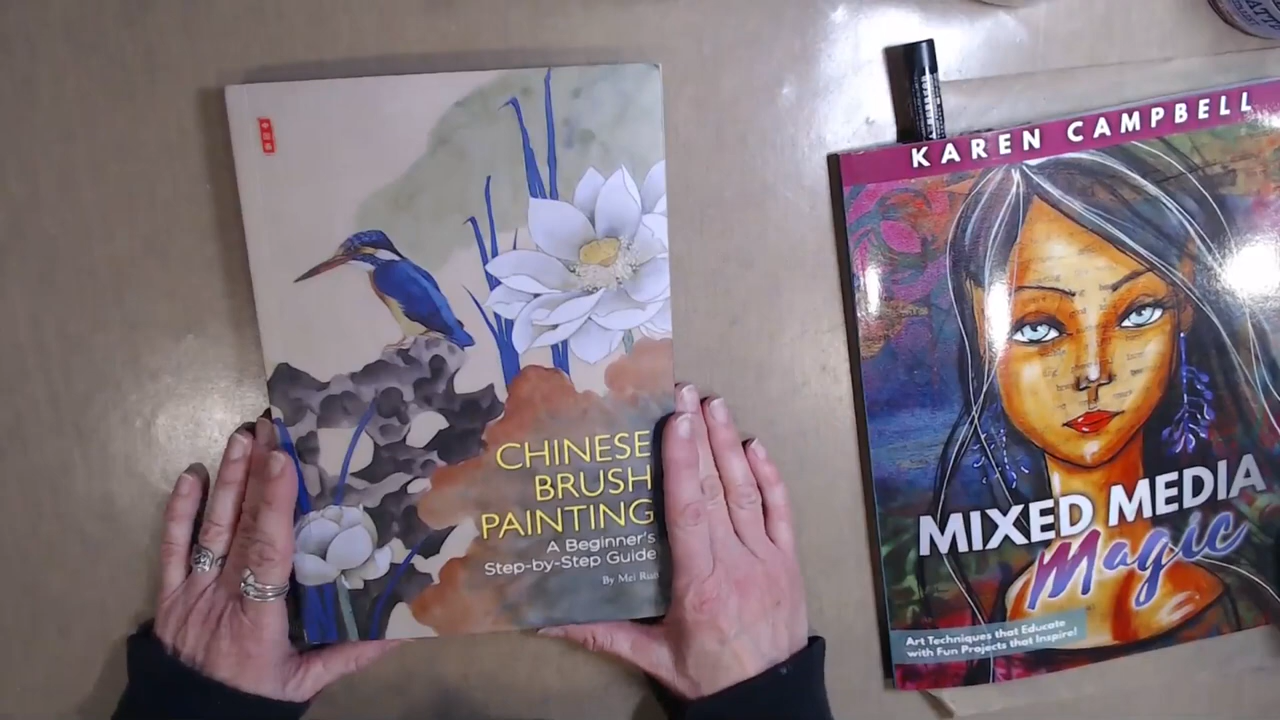 CHINESE
BRUSH
PAINTING
A Beginner's
Step-by-Step Guide
By Mei
KAREN CAMPBELL
MIXED MEDIA
Magic
Art Techniques that Educate
with Fun Projects that Inspire!